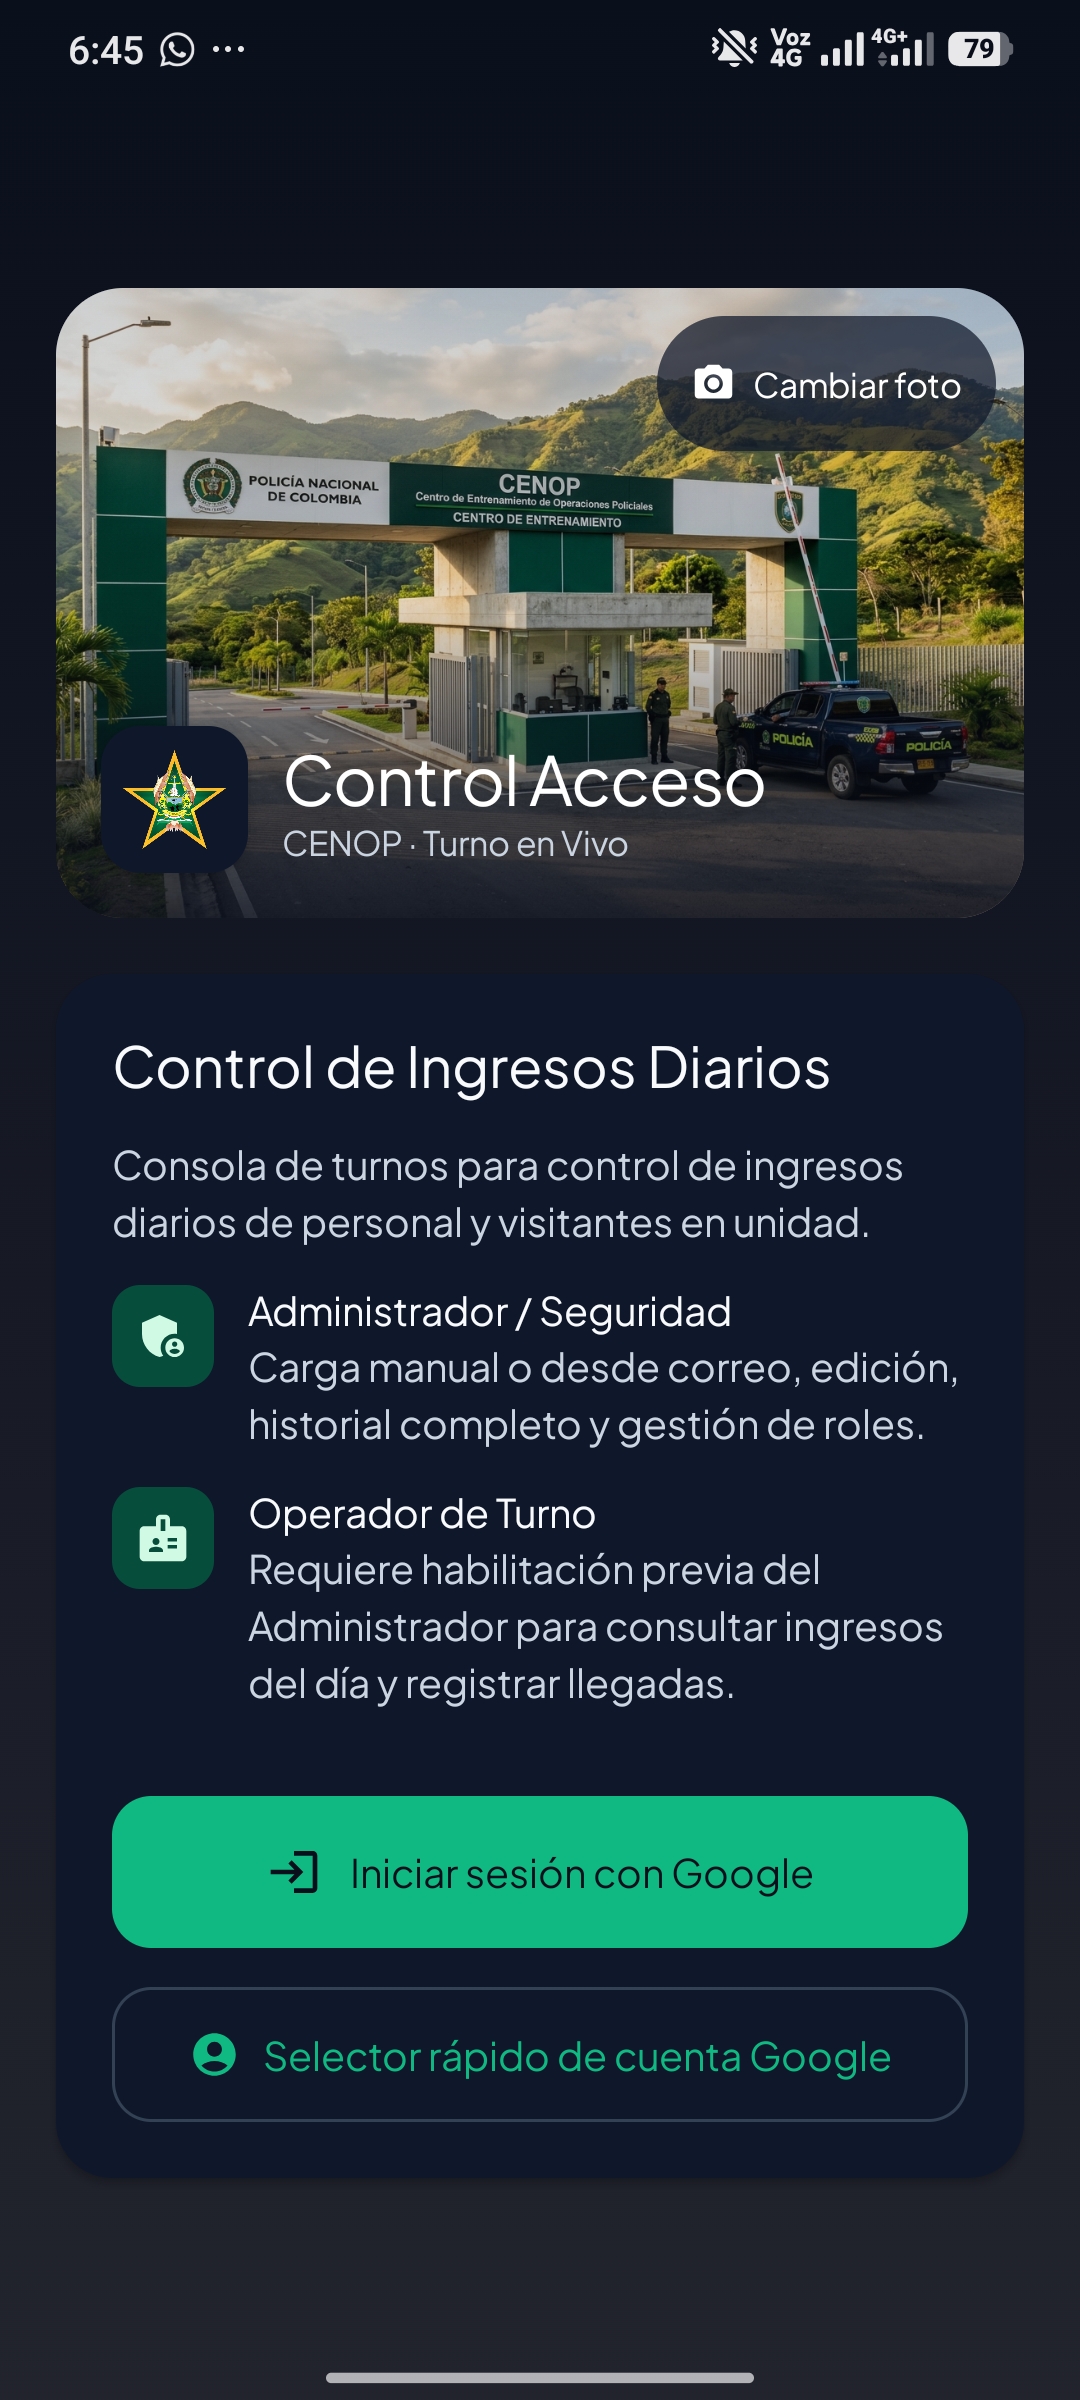 6:45
Voz 4G
4G+
79
Cambiar foto
POLICÍA NACIONAL
DE COLOMBIA
CENOP
Centro de Entrenamiento de Operaciones Policiales
CENTRO DE ENTRENAMIENTO
POLICÍA
POLICÍA
Control Acceso
CENOP · Turno en Vivo
Control de Ingresos Diarios
Consola de turnos para control de ingresos
diarios de personal y visitantes en unidad.
Administrador / Seguridad
Carga manual o desde correo, edición,
historial completo y gestión de roles.
Operador de Turno
Requiere habilitación previa del
Administrador para consultar ingresos
del día y registrar llegadas.
Iniciar sesión con Google
Selector rápido de cuenta Google